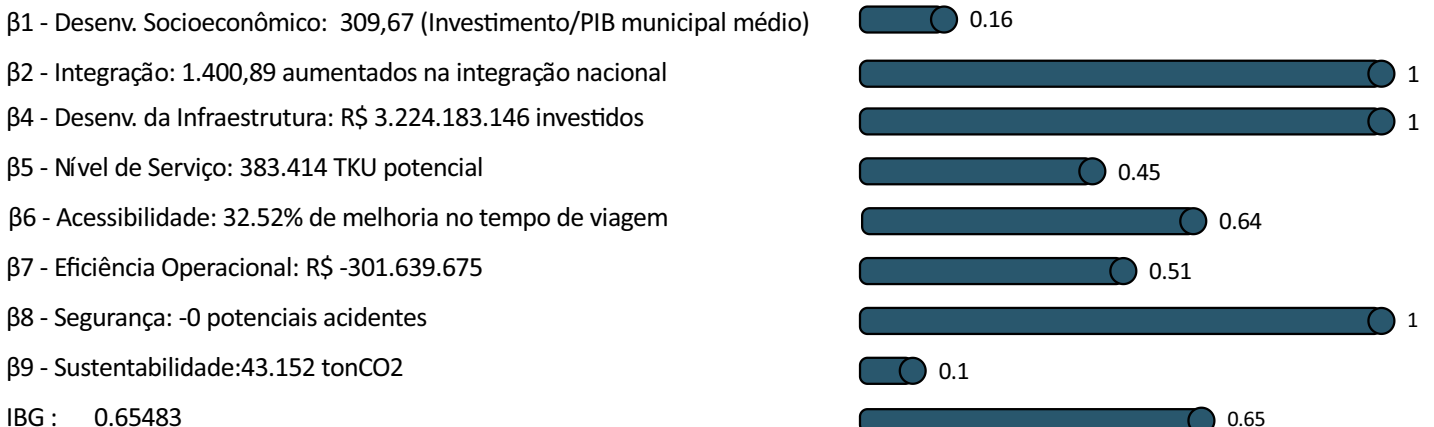 β1 - Desenv. Socioeconômico: 309,67 (Investimento/PIB municipal médio) 0.16
β2 - Integração: 1.400,89 aumentados na integração nacional 1
β4 - Desenv. da Infraestrutura: R$ 3.224.183.146 investidos 1
β5 - Nível de Serviço: 383.414 TKU potencial 0.45
β6 - Acessibilidade: 32.52% de melhoria no tempo de viagem 0.64
β7 - Eficiência Operacional: R$ -301.639.675 0.51
β8 - Segurança: -0 potenciais acidentes 1
β9 - Sustentabilidade:43.152 tonCO2 0.1
IBG : 0.65483 0.65